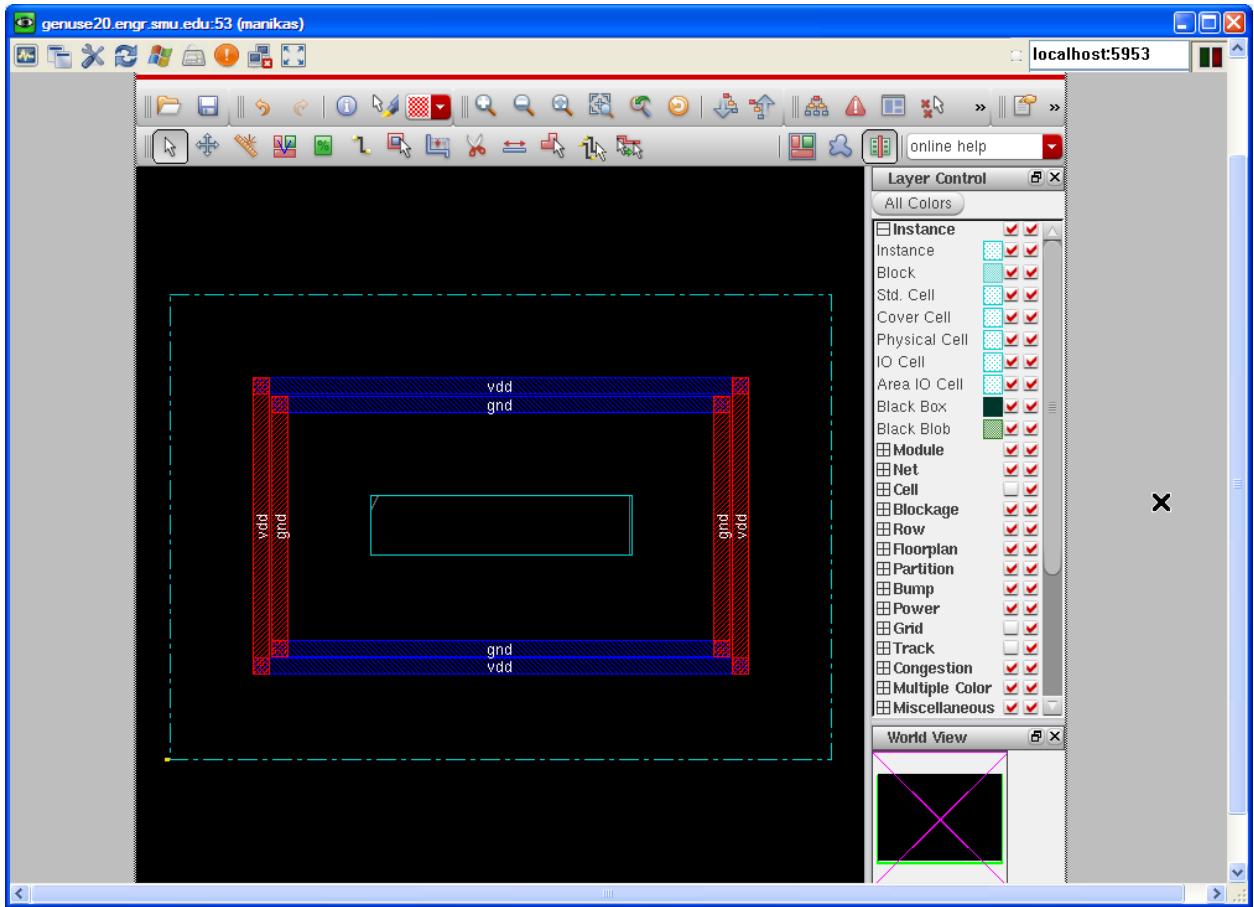 genuse20.engr.smu.edu:53 (manikas)
localhost:5953
» »
% online help
Layer Control
All Colors
Instance
Instance
Block
Std. Cell
Cover Cell
Physical Cell
IO Cell
Area IO Cell
Black Box
Black Blob
Module
Net
Cell
Blockage
Row
Floorplan
Partition
Bump
Power
Grid
Track
Congestion
Multiple Color
Miscellaneous
World View
vdd
gnd
vdd
gnd
gnd
vdd
gnd
vdd